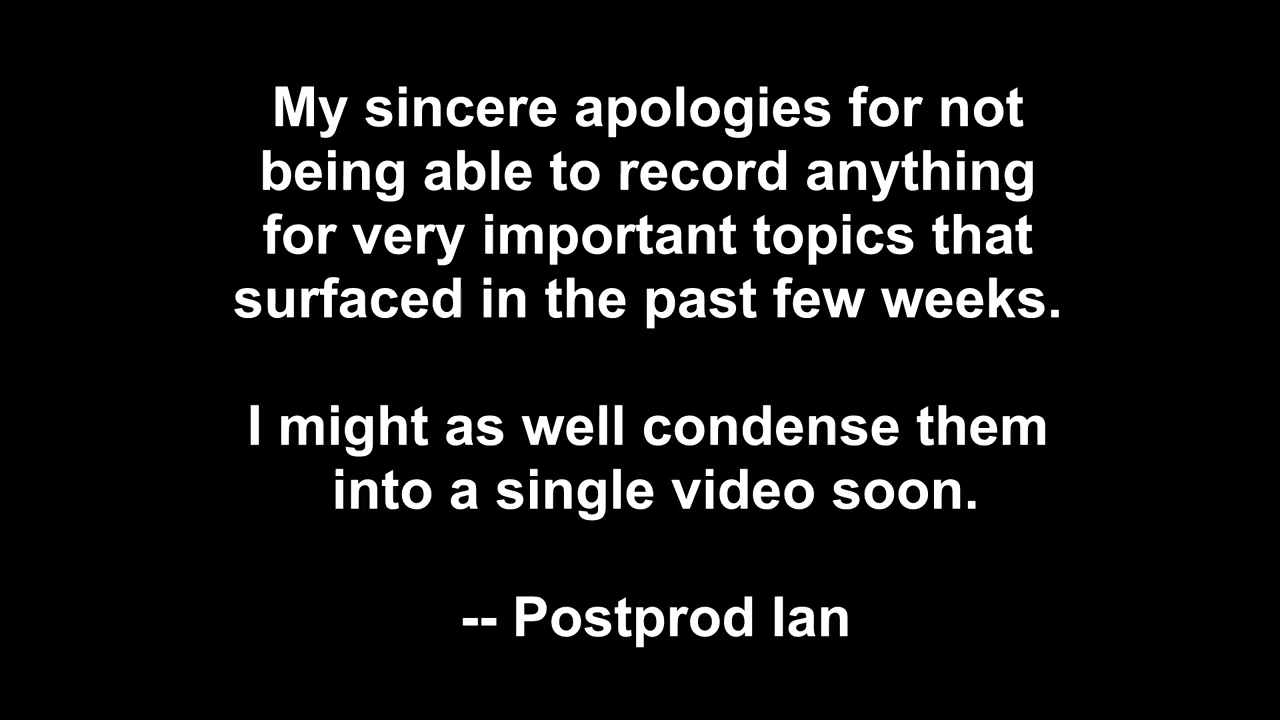 My sincere apologies for not
being able to record anything
for very important topics that
surfaced in the past few weeks.
I might as well condense them
into a single video soon.
-- Postprod Ian